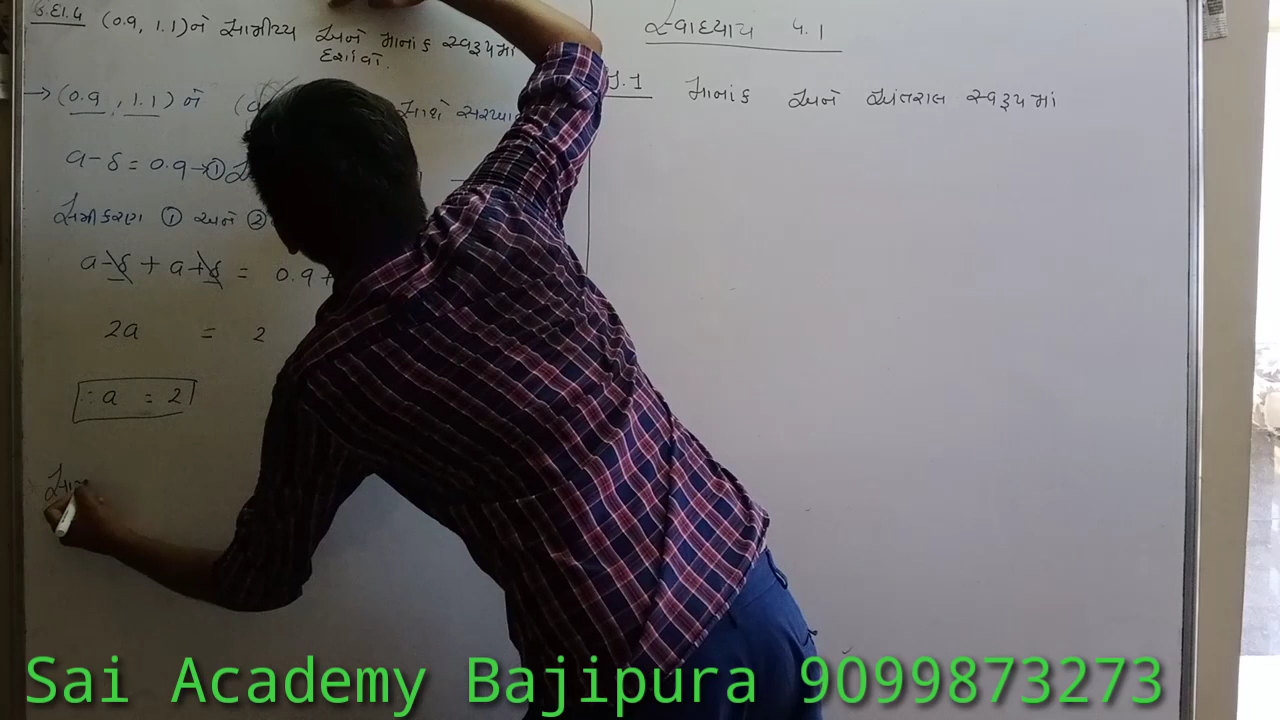 ઉદા.4 (0.9, 1.1)ને સામીપ્ય અને માનાંક સ્વરૂપમાં
દર્શાવો.
→ (0.9 , 1.1) ને (a સાથે સરખાવ
a-δ = 0.9 → ①
સમીકરણ ① અને ②
a-δ + a+δ = 0.9 +
2a = 2
∴ a = 2
સ્વાધ્યાય 5.1
પ્ર.1 માનાંક અને અંતરાલ સ્વરૂપમાં
Sai Academy Bajipura 9099873273